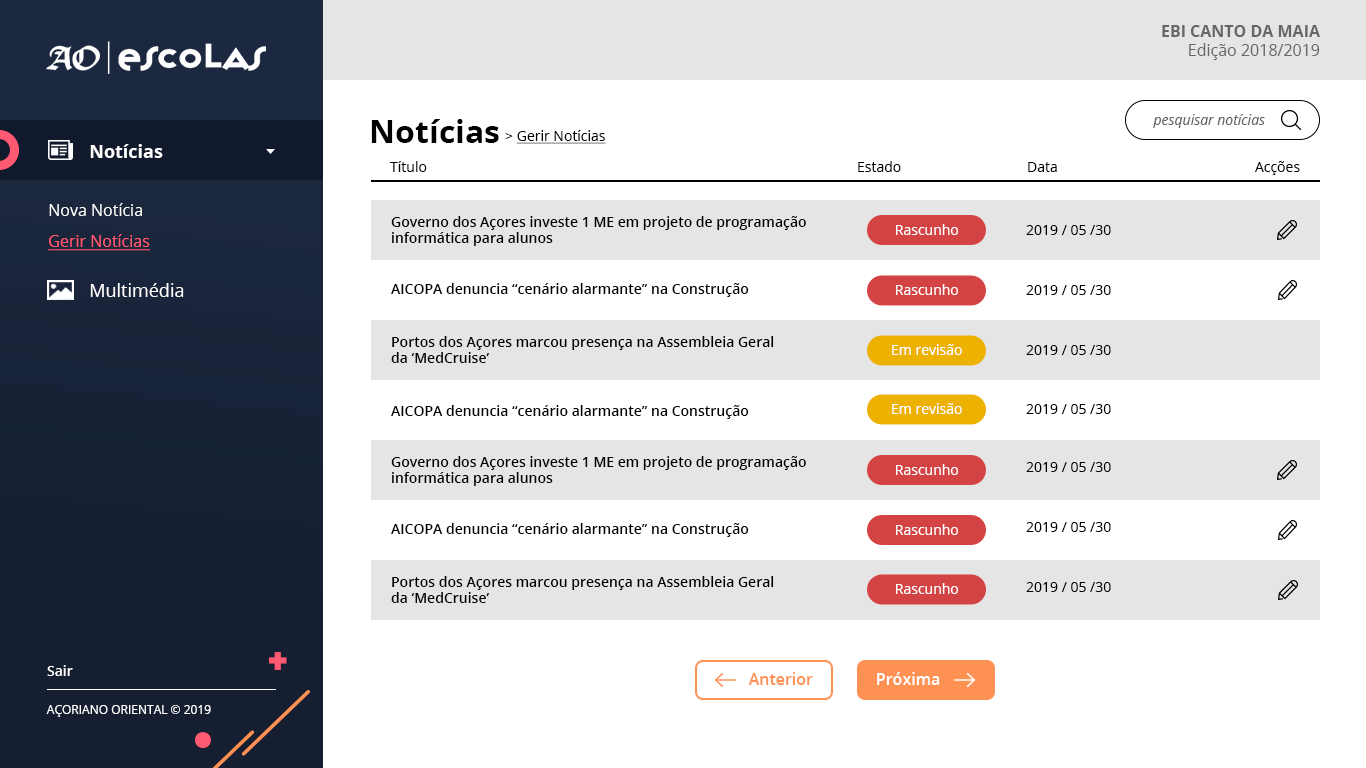 AO | escolas
EBI CANTO DA MAIA
Edição 2018/2019
Notícias
Nova Notícia
Gerir Notícias
Multimédia
Sair
AÇORIANO ORIENTAL © 2019
Notícias > Gerir Notícias
pesquisar notícias
Título Estado Data Acções
Governo dos Açores investe 1 ME em projeto de programação
informática para alunos
Rascunho 2019 / 05 /30
AICOPA denuncia “cenário alarmante” na Construção Rascunho 2019 / 05 /30
Portos dos Açores marcou presença na Assembleia Geral
da ‘MedCruise’
Em revisão 2019 / 05 /30
AICOPA denuncia “cenário alarmante” na Construção Em revisão 2019 / 05 /30
Governo dos Açores investe 1 ME em projeto de programação
informática para alunos
Rascunho 2019 / 05 /30
AICOPA denuncia “cenário alarmante” na Construção Rascunho 2019 / 05 /30
Portos dos Açores marcou presença na Assembleia Geral
da ‘MedCruise’
Rascunho 2019 / 05 /30
Anterior Próxima